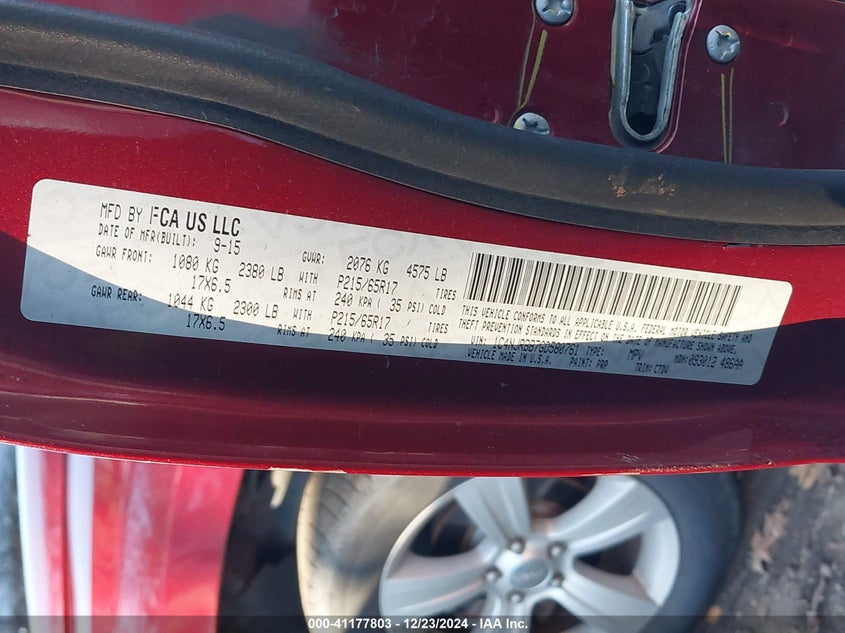 MFD BY FCA US LLC
DATE OF MFR(BUILT): 9-15 GVWR: 2076 KG 4575 LB
GAWR FRONT: 1080 KG 2380 LB WITH P215/65R17 TIRES
17X6.5 RIMS AT 240 KPA ( 35 PSI) COLD
GAWR REAR: 1044 KG 2300 LB WITH P215/65R17 TIRES
17X6.5 RIMS AT 240 KPA ( 35 PSI) COLD
THIS VEHICLE CONFORMS TO ALL APPLICABLE U.S.A. FEDERAL MOTOR VEHICLE SAFETY, BUMPER AND
THEFT PREVENTION STANDARDS IN EFFECT ON THE DATE OF MANUFACTURE SHOWN ABOVE.
VIN: TYPE: MPV MDH:
MADE IN U.S.A. PAINT: PRP TRIM:
000-41177803 - 12/23/2024 - IAA Inc.